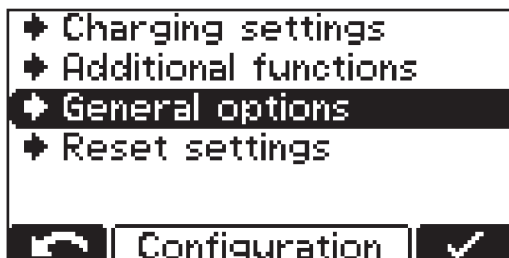 Charging settings
Additional functions
General options
Reset settings
Configuration